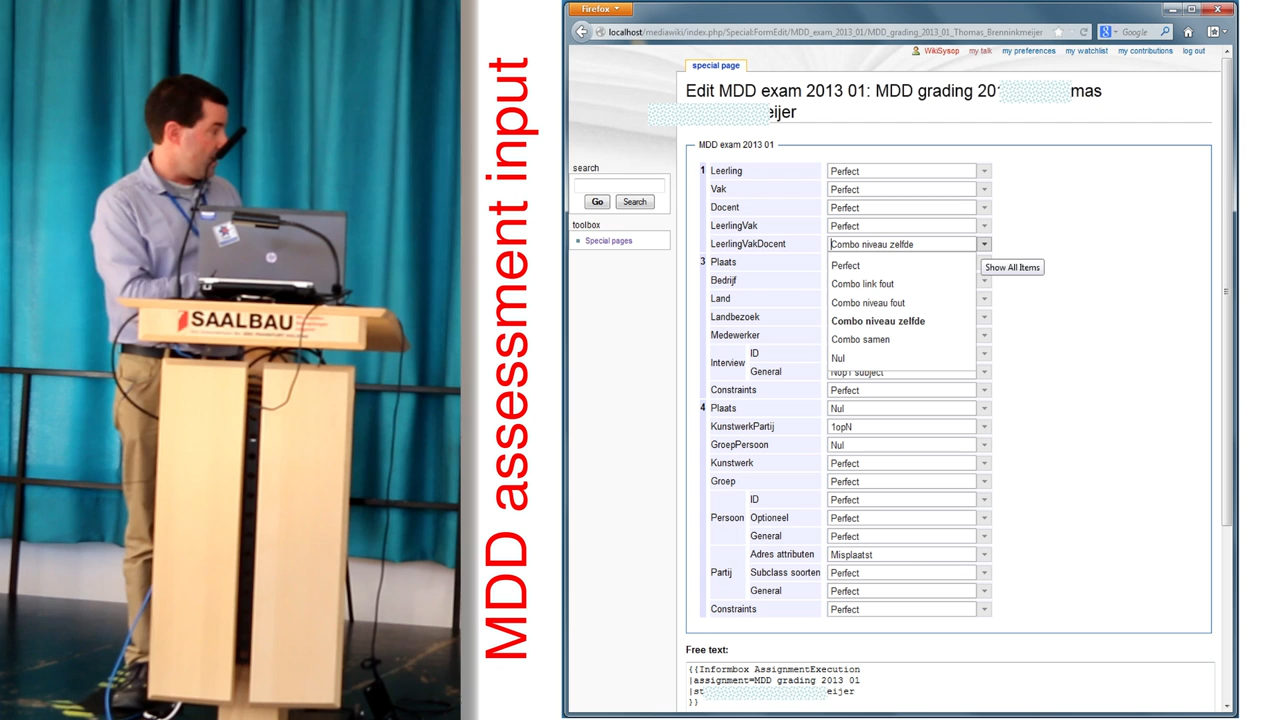 SAALBAU
MDD assessment input
Firefox
localhost/mediawiki/index.php/Special:FormEdit/MDD_exam_2013_01/MDD_grading_2013_01_Thomas_Brenninkmeijer
Google
WikiSysop my talk my preferences my watchlist my contributions log out
special page
Edit MDD exam 2013 01: MDD grading 20 mas
eijer
search
Go Search
toolbox
Special pages
MDD exam 2013 01
1 Leerling Perfect
Vak Perfect
Docent Perfect
LeerlingVak Perfect
LeerlingVakDocent Combo niveau zelfde
Show All Items
Perfect
Combo link fout
Combo niveau fout
Combo niveau zelfde
Combo samen
Nul
3 Plaats
Bedrijf
Land
Landbezoek
Medewerker
Interview
ID
General Nop1 subject
Constraints Perfect
4 Plaats Nul
KunstwerkPartij 1opN
GroepPersoon Nul
Kunstwerk Perfect
Groep Perfect
Persoon
ID Perfect
Optioneel Perfect
General Perfect
Partij
Adres attributen Misplaatst
Subclass soorten Perfect
General Perfect
Constraints Perfect
Free text:
{{Informbox AssignmentExecution
|assignment=MDD grading 2013 01
|st eijer
}}